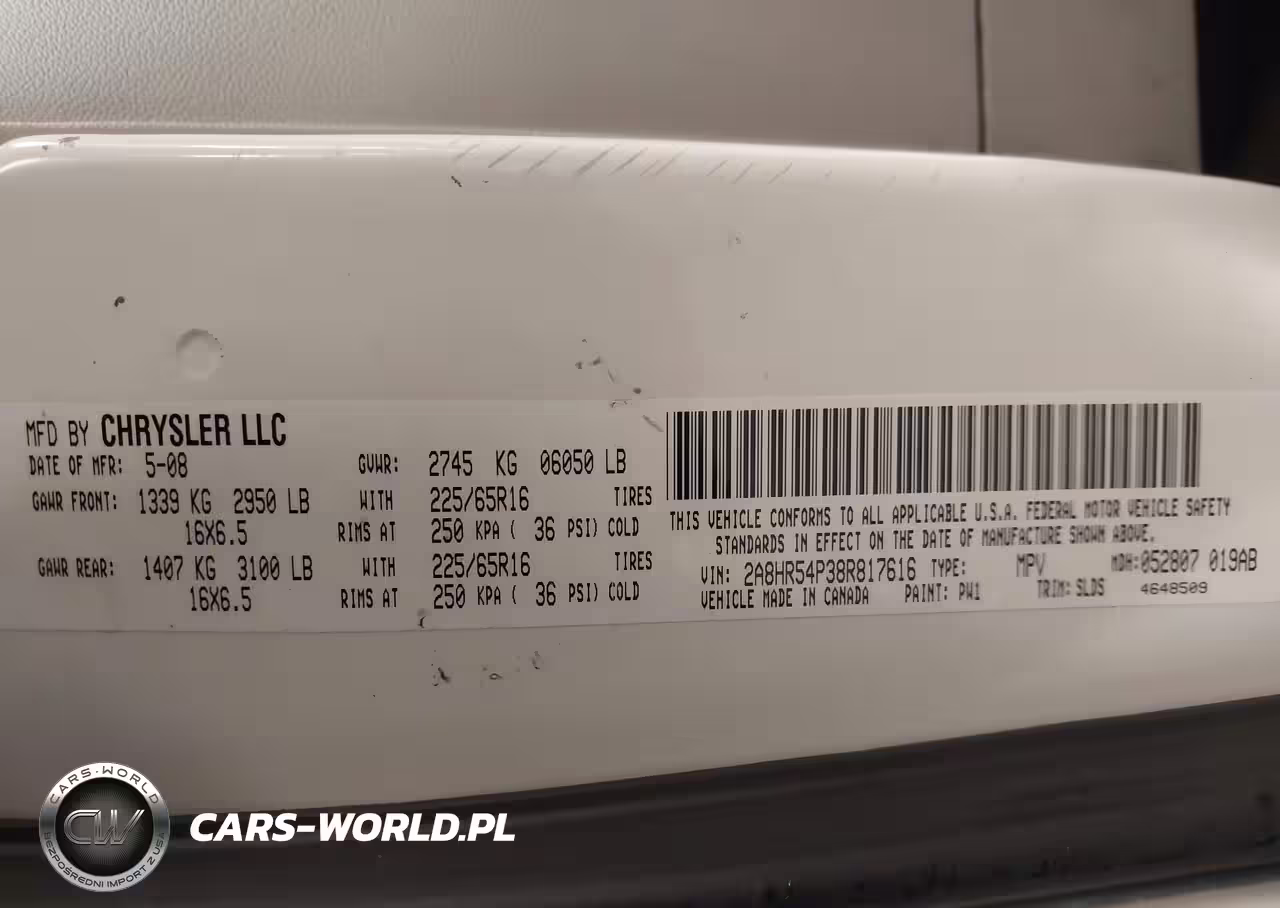 MFD BY CHRYSLER LLC
DATE OF MFR: 5-08 GVWR: 2745 KG 06050 LB
GAWR FRONT: 1339 KG 2950 LB WITH 225/65R16 TIRES
16X6.5 RIMS AT 250 KPA ( 36 PSI) COLD
GAWR REAR: 1407 KG 3100 LB WITH 225/65R16 TIRES
16X6.5 RIMS AT 250 KPA ( 36 PSI) COLD
THIS VEHICLE CONFORMS TO ALL APPLICABLE U.S.A. FEDERAL MOTOR VEHICLE SAFETY
STANDARDS IN EFFECT ON THE DATE OF MANUFACTURE SHOWN ABOVE.
VIN: 2A8HR54P38R817616 TYPE: MPV MDH:052807 019AB
VEHICLE MADE IN CANADA PAINT: PW1 TRIM: SLDS 4648509
CARS-WORLD
CW
BEZPOŚREDNI IMPORT Z USA
CARS-WORLD.PL